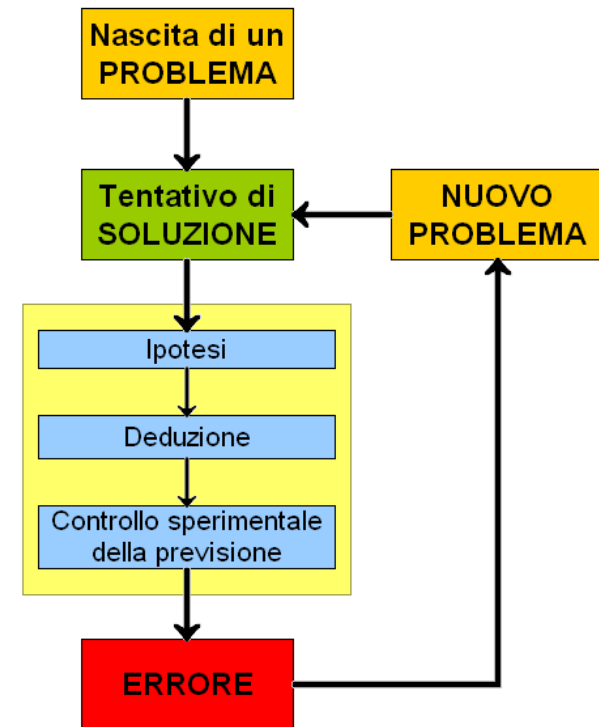 Nascita di un
PROBLEMA
Tentativo di
SOLUZIONE
NUOVO
PROBLEMA
Ipotesi
Deduzione
Controllo sperimentale
della previsione
ERRORE